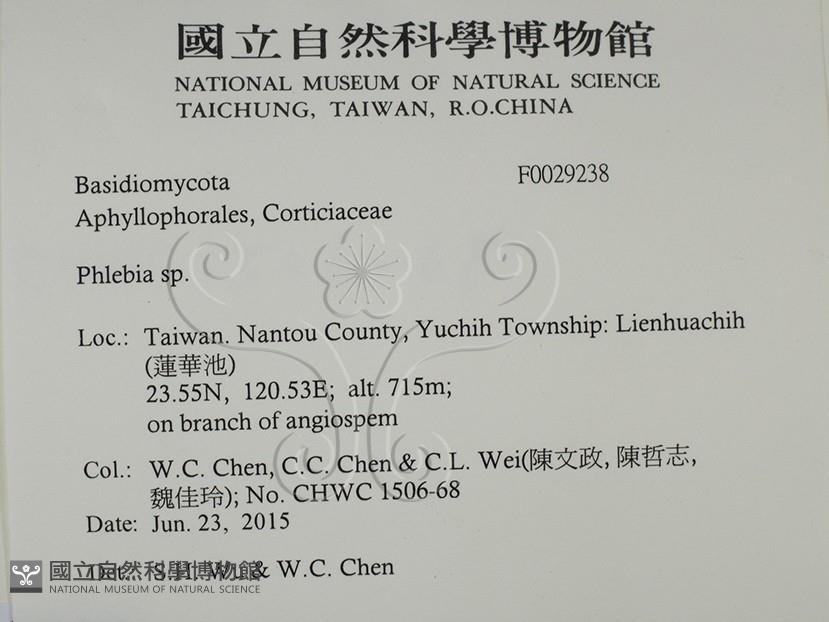 國立自然科學博物館
NATIONAL MUSEUM OF NATURAL SCIENCE
TAICHUNG, TAIWAN, R.O.CHINA
Basidiomycota F0029238
Aphyllophorales, Corticiaceae
Phlebia sp.
Loc.: Taiwan. Nantou County, Yuchih Township: Lienhuachih
(蓮華池)
23.55N, 120.53E; alt. 715m;
on branch of angiospem
Col.: W.C. Chen, C.C. Chen & C.L. Wei(陳文政, 陳哲志,
魏佳玲); No. CHWC 1506-68
Date: Jun. 23, 2015
& W.C. Chen
國立自然科學博物館
NATIONAL MUSEUM OF NATURAL SCIENCE